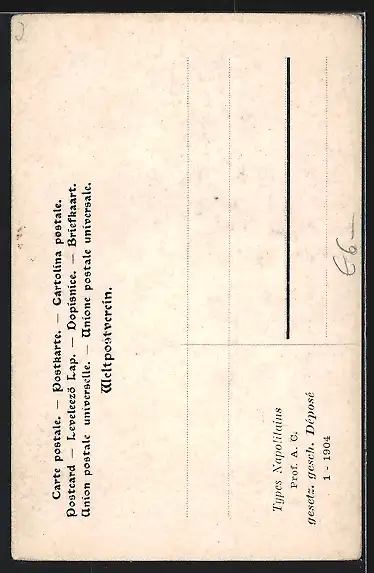 Carte postale. — Postkarte. — Cartolina postale.
Postcard — Levelező Lap. — Dopisnice. — Briefkaart.
Union postale universelle. — Unione postale universale.
Weltpostverein.
Types Napolitains
Prof. A. C.
gesetz. gesch. Déposé
1 - 1904
€6 —